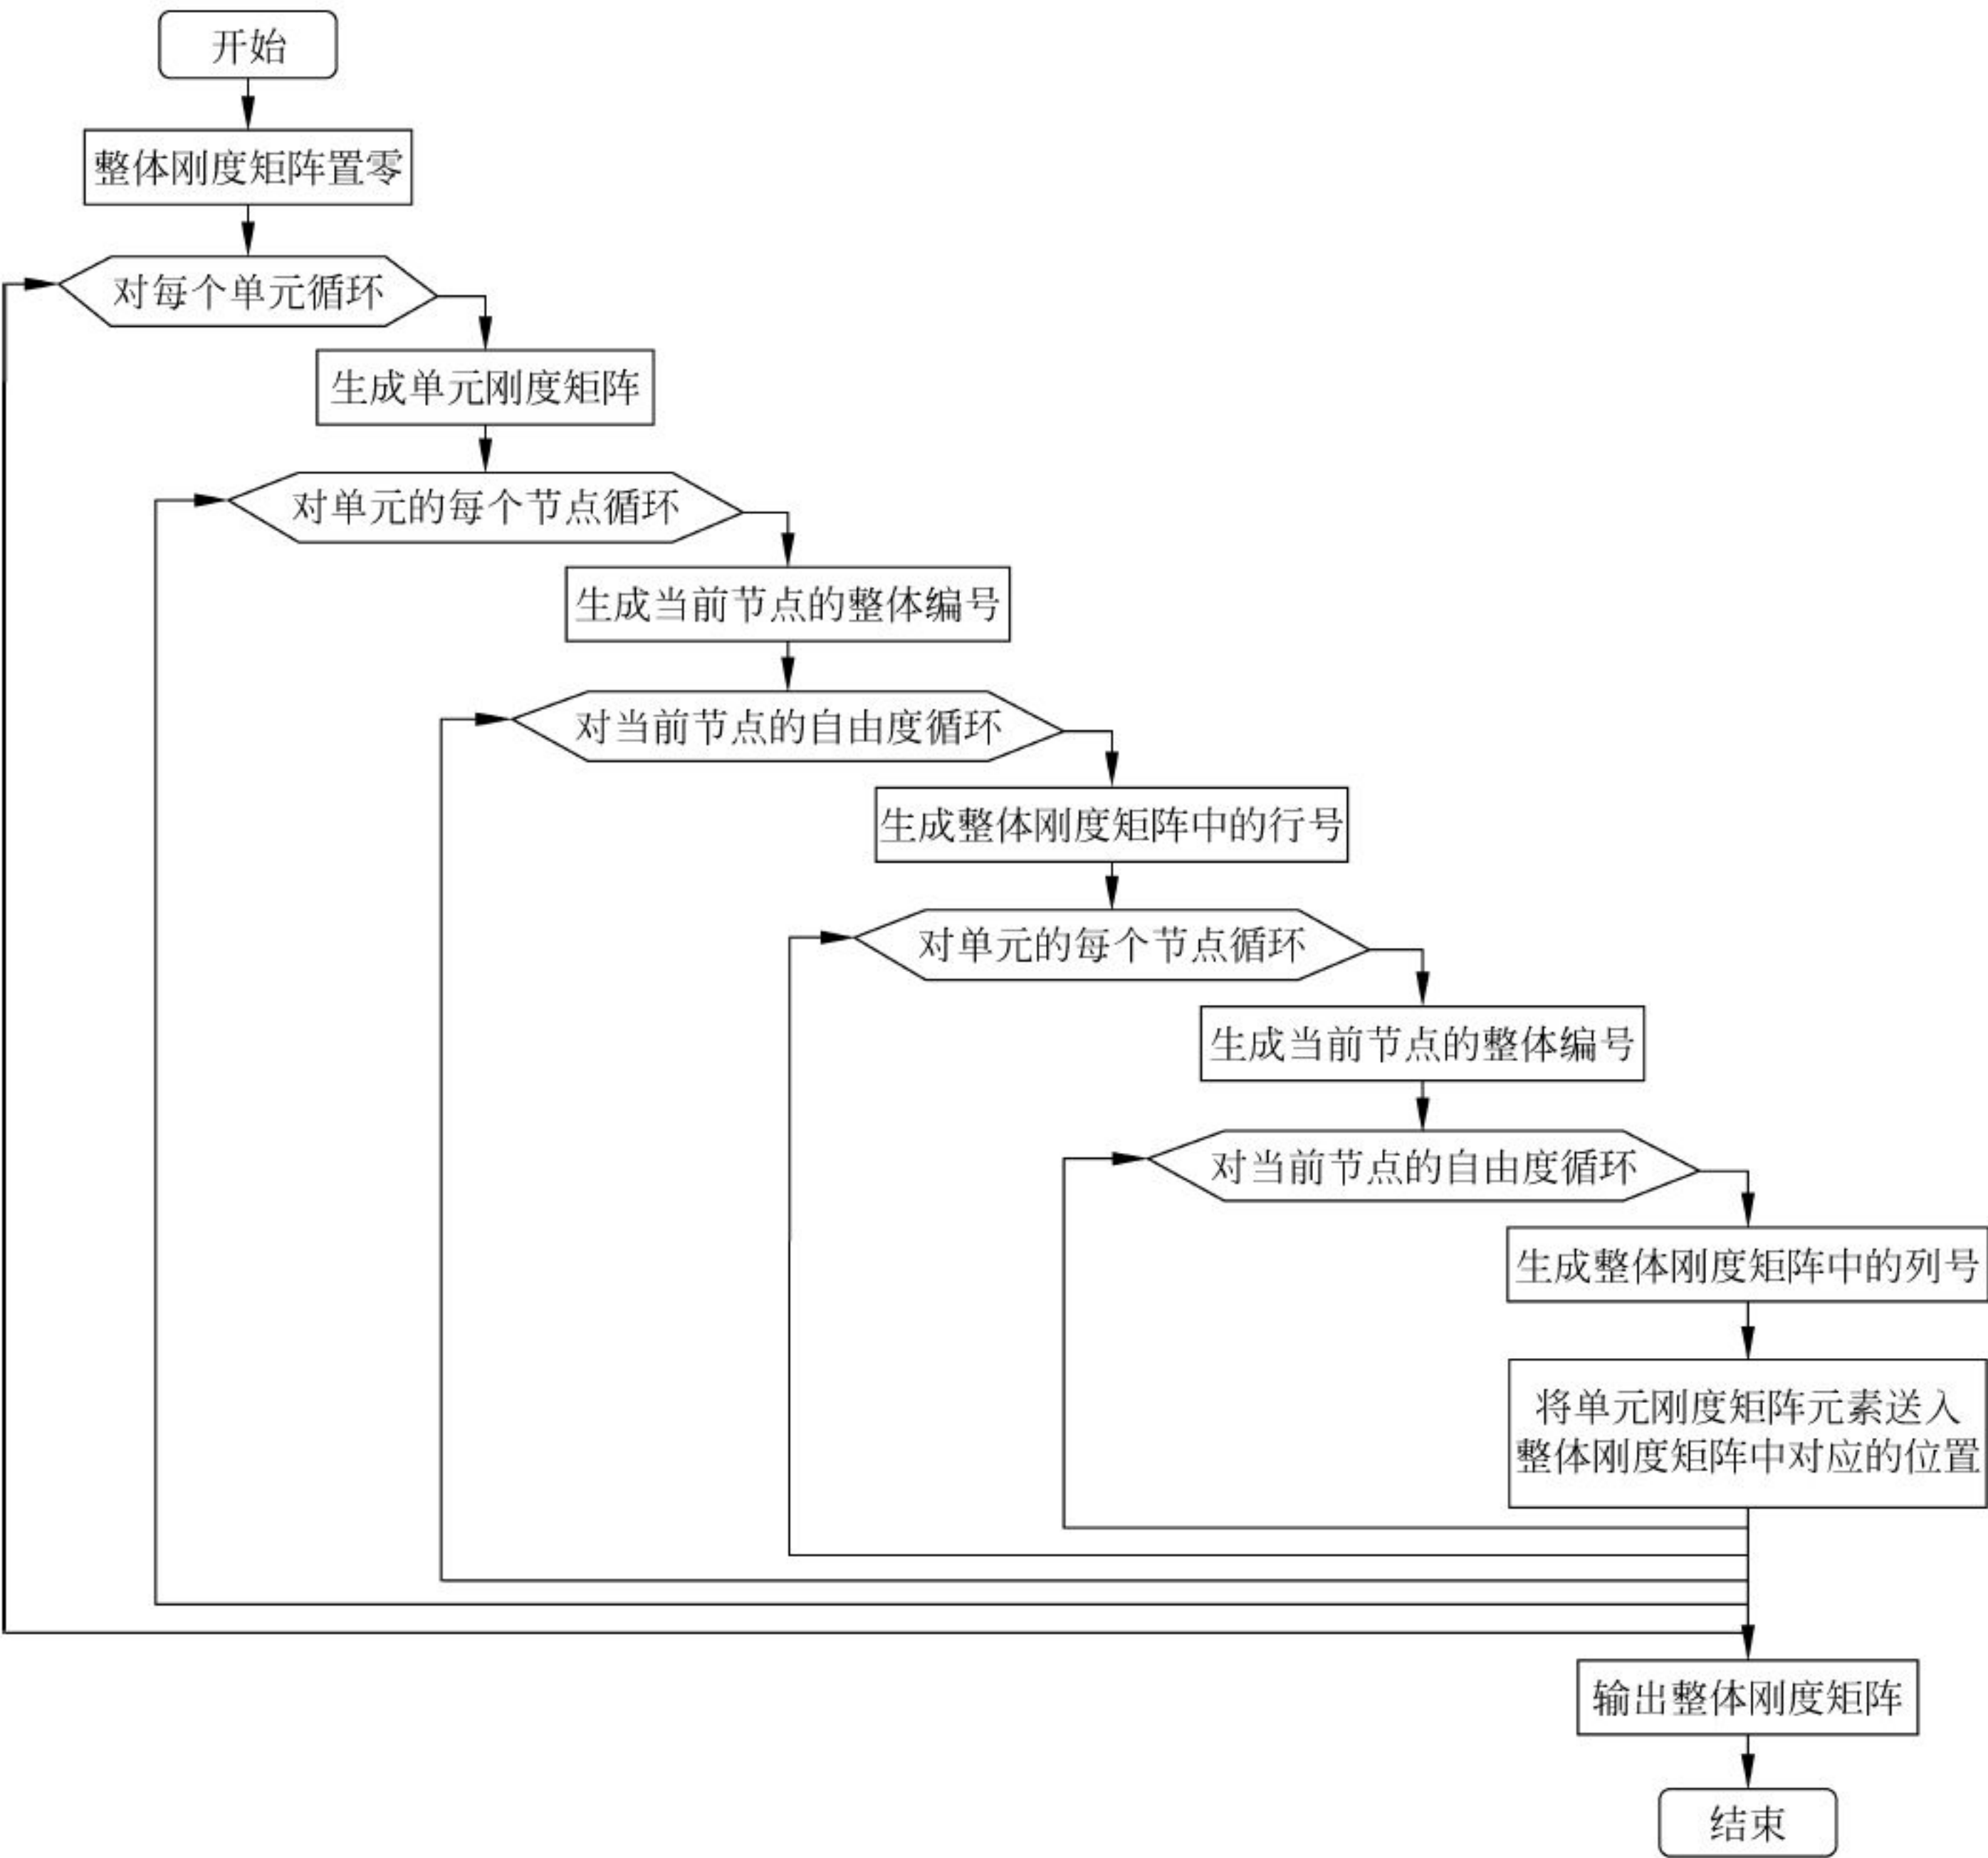 开始
整体刚度矩阵置零
对每个单元循环
生成单元刚度矩阵
对单元的每个节点循环
生成当前节点的整体编号
对当前节点的自由度循环
生成整体刚度矩阵中的行号
对单元的每个节点循环
生成当前节点的整体编号
对当前节点的自由度循环
生成整体刚度矩阵中的列号
将单元刚度矩阵元素送入
整体刚度矩阵中对应的位置
输出整体刚度矩阵
结束